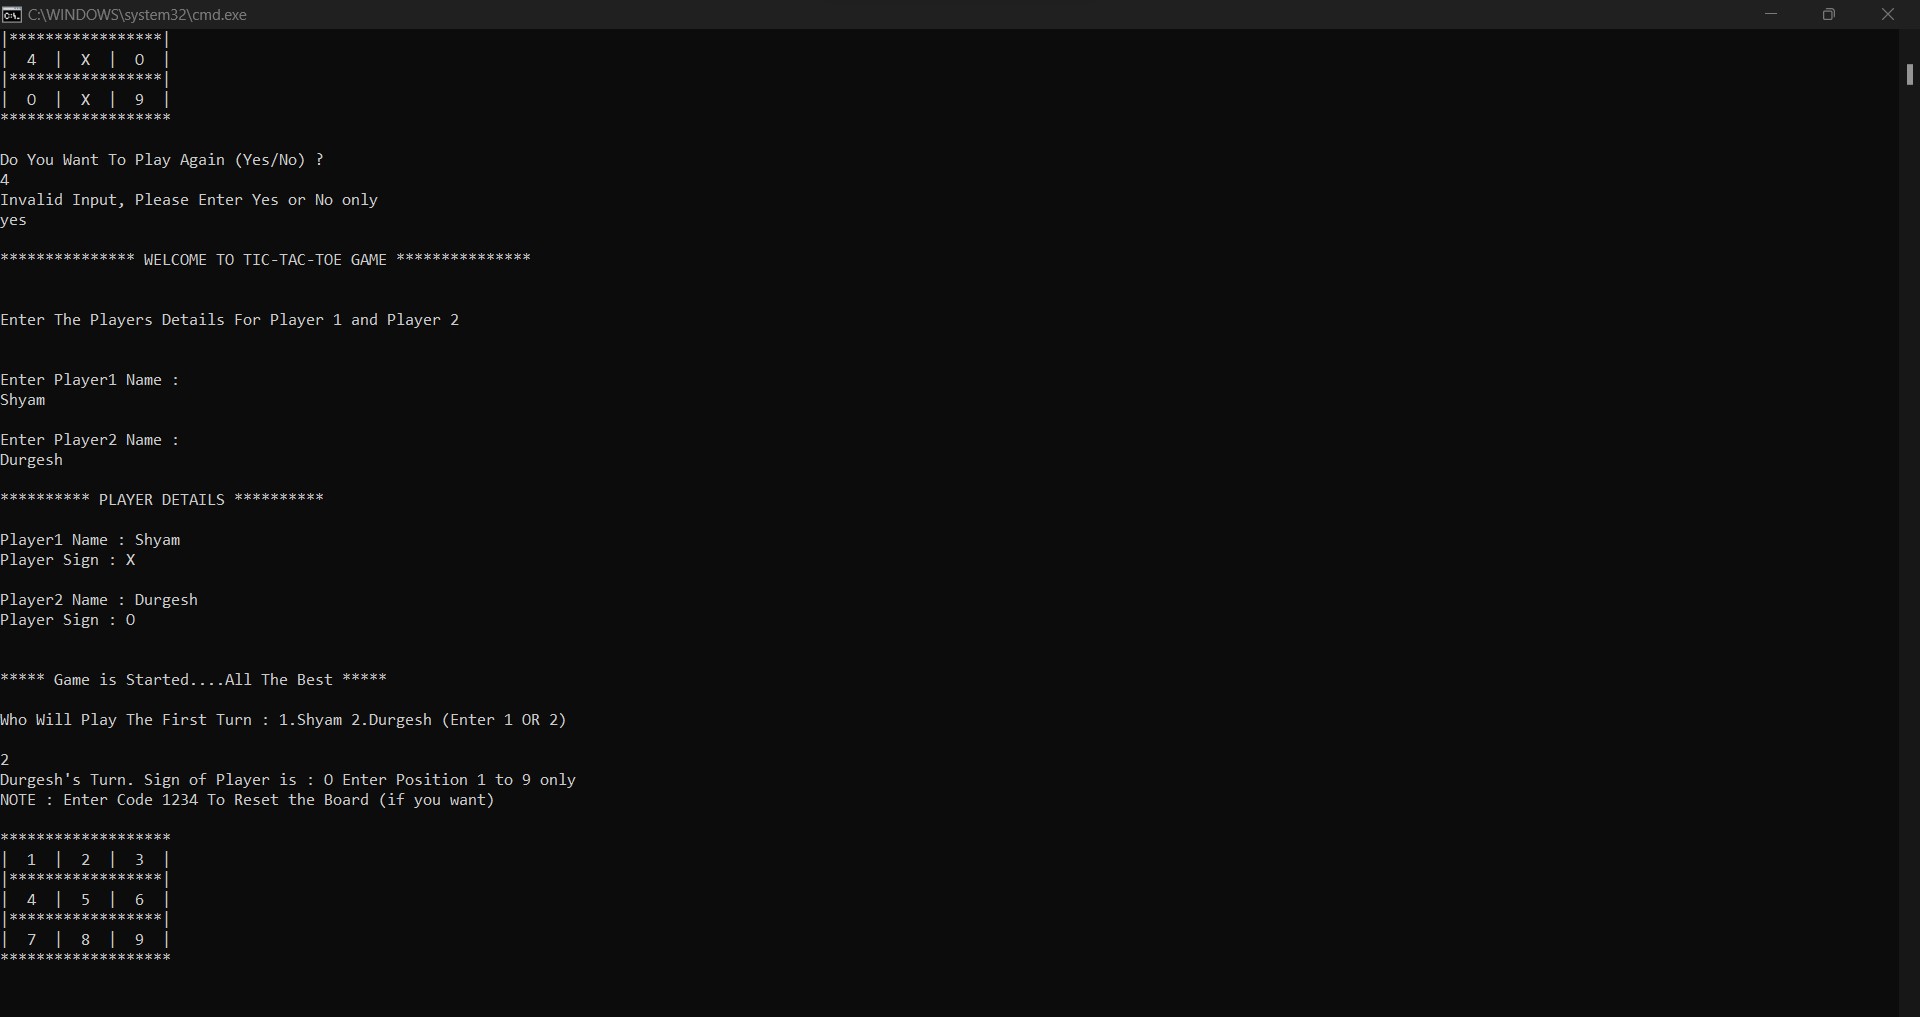 C:\WINDOWS\system32\cmd.exe
|*****************|
|  4  |  X  |  O  |
|*****************|
|  O  |  X  |  9  |
*******************
Do You Want To Play Again (Yes/No) ?
4
Invalid Input, Please Enter Yes or No only
yes
*************** WELCOME TO TIC-TAC-TOE GAME ***************
Enter The Players Details For Player 1 and Player 2
Enter Player1 Name :
Shyam
Enter Player2 Name :
Durgesh
********** PLAYER DETAILS **********
Player1 Name : Shyam
Player Sign : X
Player2 Name : Durgesh
Player Sign : O
***** Game is Started....All The Best *****
Who Will Play The First Turn : 1.Shyam 2.Durgesh (Enter 1 OR 2)
2
Durgesh's Turn. Sign of Player is : O Enter Position 1 to 9 only
NOTE : Enter Code 1234 To Reset the Board (if you want)
*******************
|  1  |  2  |  3  |
|*****************|
|  4  |  5  |  6  |
|*****************|
|  7  |  8  |  9  |
*******************